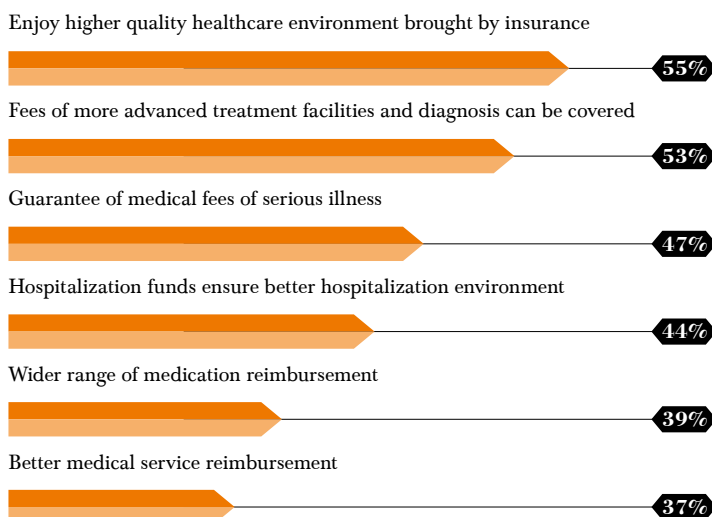 Enjoy higher quality healthcare environment brought by insurance
55%
Fees of more advanced treatment facilities and diagnosis can be covered
53%
Guarantee of medical fees of serious illness
47%
Hospitalization funds ensure better hospitalization environment
44%
Wider range of medication reimbursement
39%
Better medical service reimbursement
37%